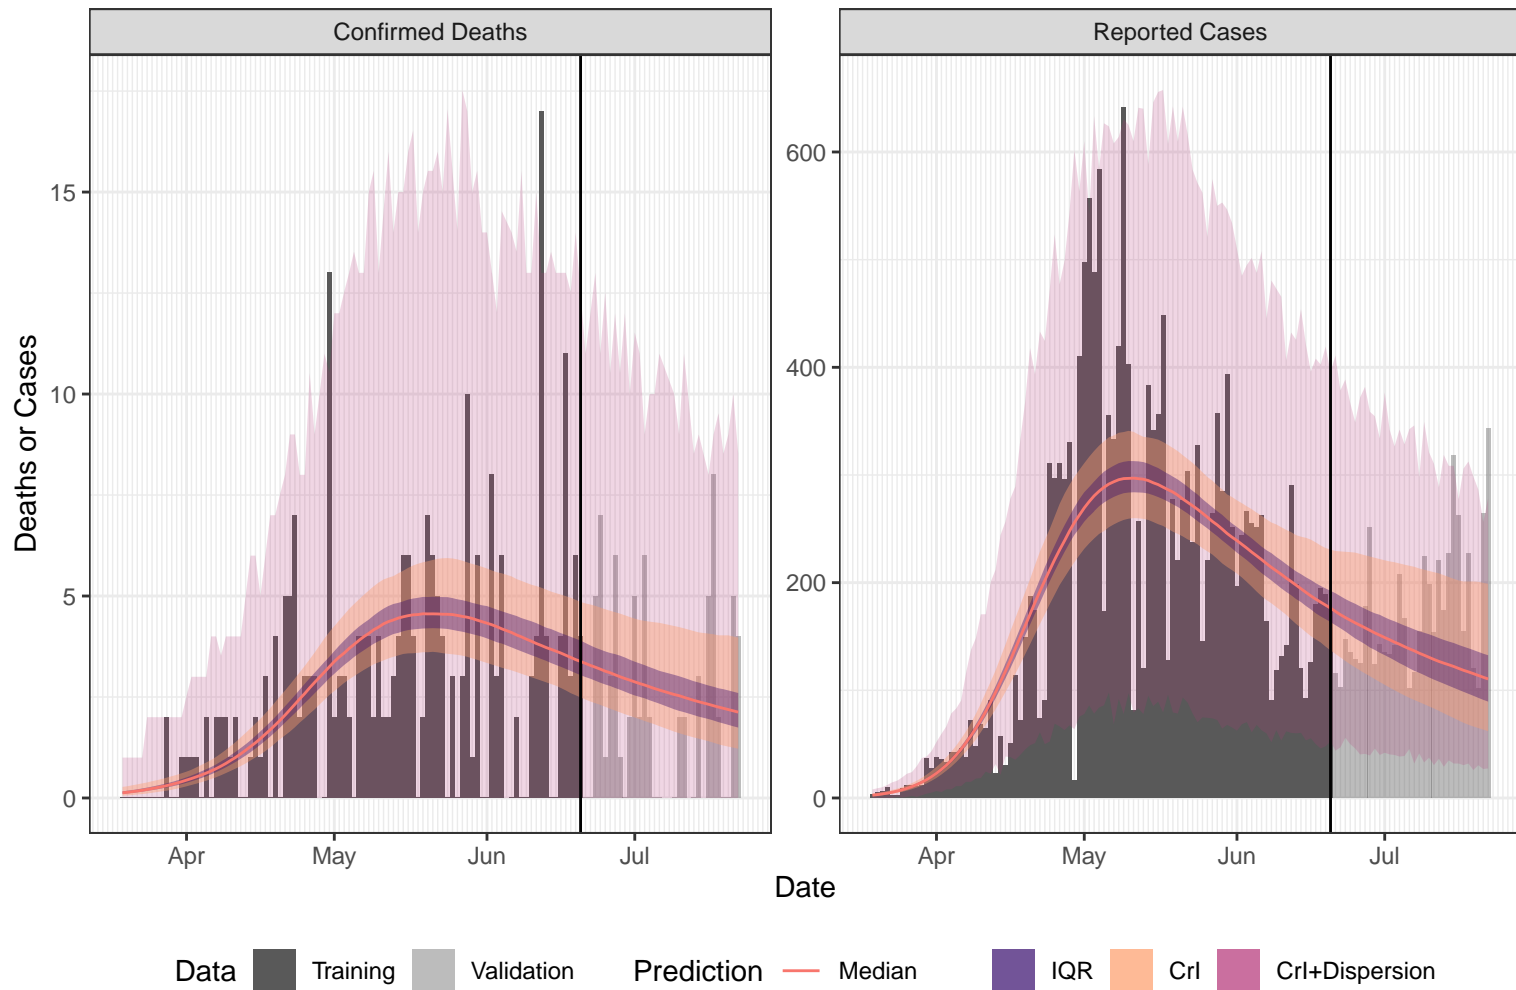 Confirmed Deaths
Reported Cases
Deaths or Cases
15
10
5
0
600
400
200
0
Apr May Jun Jul
Apr May Jun Jul
Date
Data Training Validation Prediction Median IQR CrI CrI+Dispersion